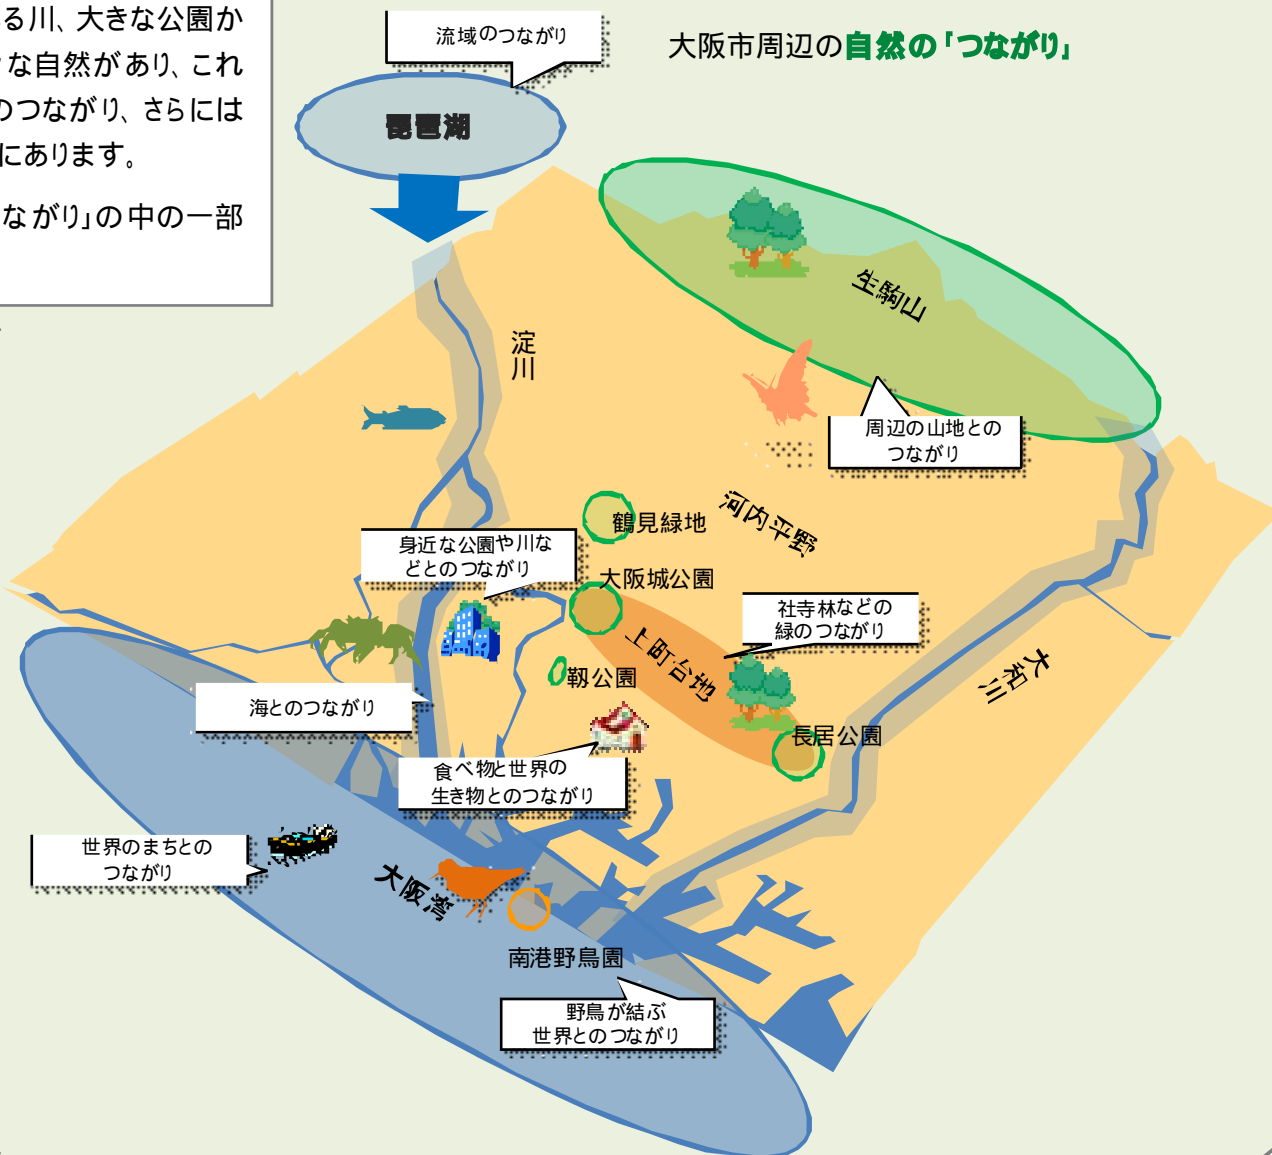 る川、大きな公園か
な自然があり、これ
のつながり、さらには
にあります。
ながり」の中の一部
流域のつながり
大阪市周辺の自然の「つながり」
琵琶湖
生駒山
淀川
周辺の山地との
つながり
鶴見緑地
河内平野
身近な公園や川な
どとのつながり
大阪城公園
社寺林などの
緑のつながり
上町台地
大和川
靱公園
海とのつながり
長居公園
食べ物と世界の
生き物とのつながり
世界のまちとの
つながり
大阪湾
南港野鳥園
野鳥が結ぶ
世界とのつながり